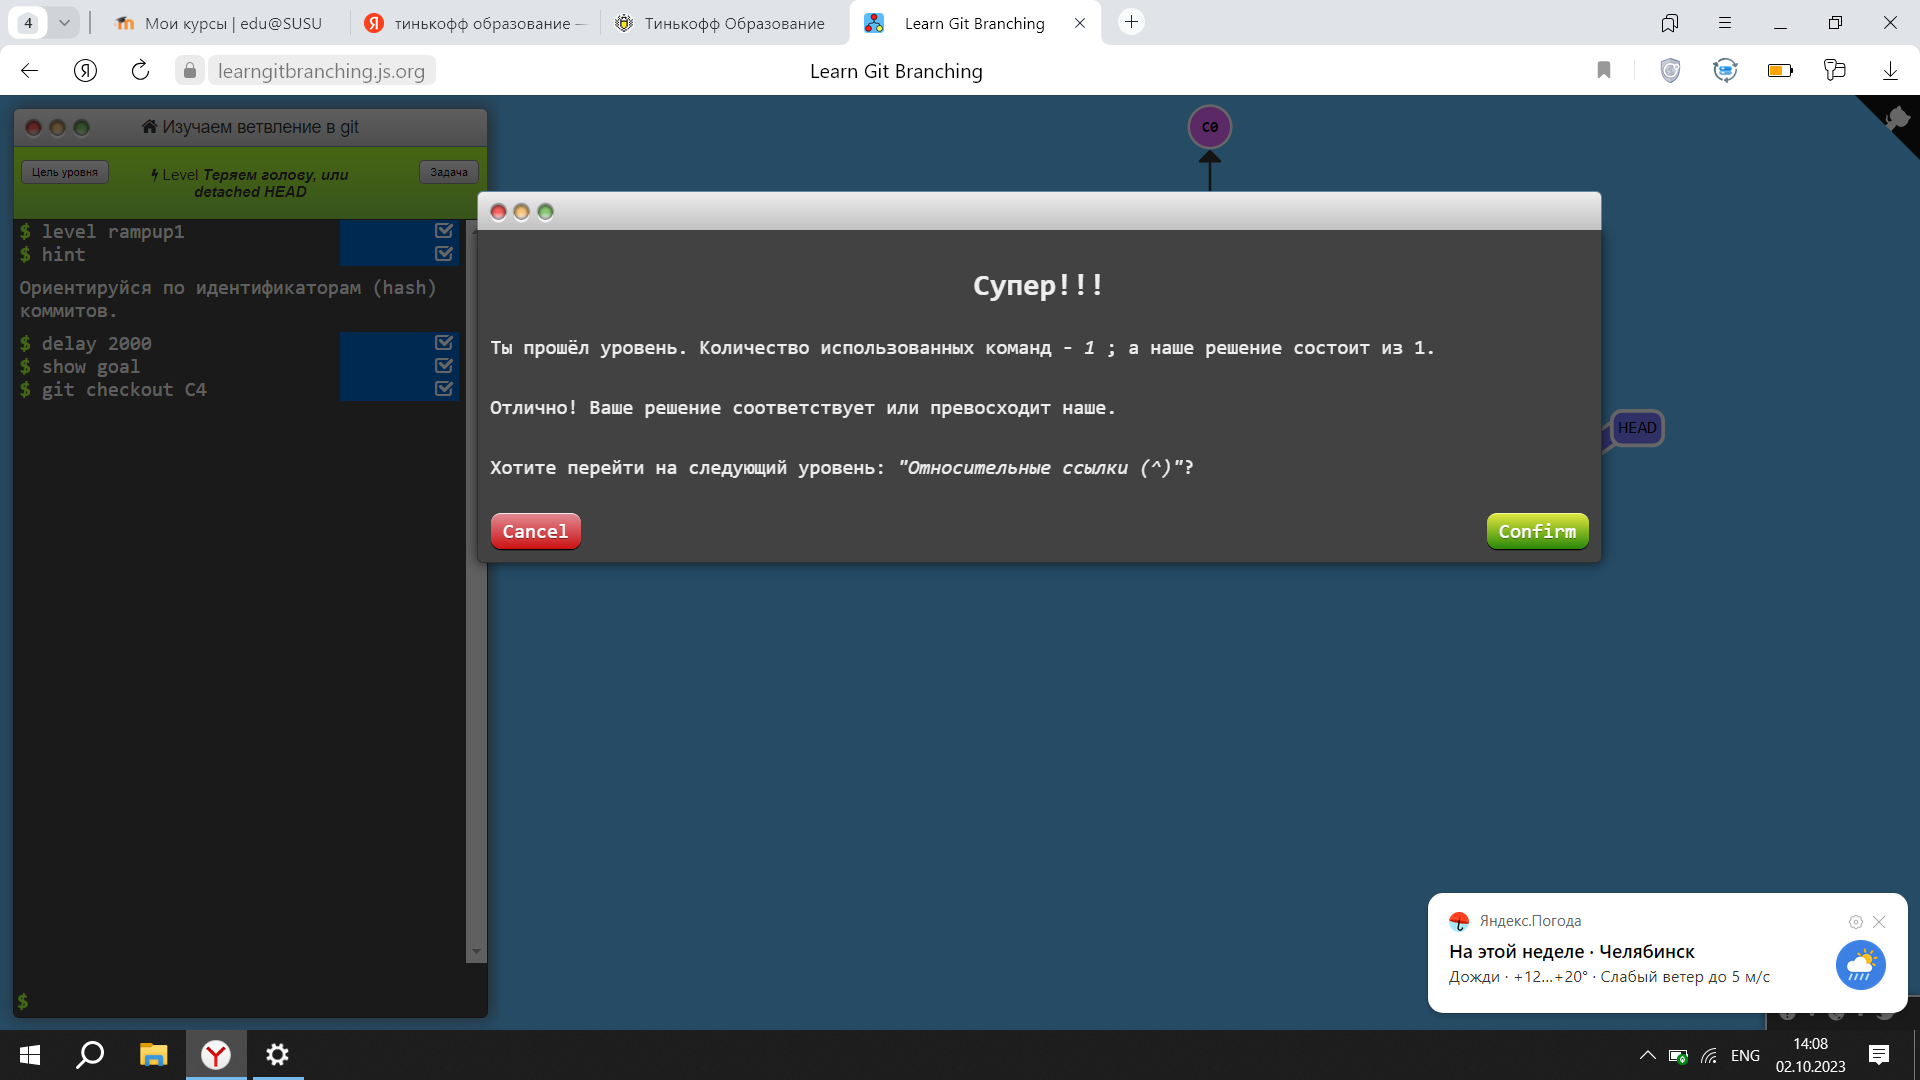 4
Мои курсы | edu@SUSU
тинькофф образование —
Тинькофф Образование
Learn Git Branching
learngitbranching.js.org
Learn Git Branching
Изучаем ветвление в git
Цель уровня
Level Теряем голову, или
detached HEAD
Задача
$ level rampup1
$ hint
Ориентируйся по идентификаторам (hash)
коммитов.
$ delay 2000
$ show goal
$ git checkout C4
$
C0
HEAD
Супер!!!
Ты прошёл уровень. Количество использованных команд - 1 ; а наше решение состоит из 1.
Отлично! Ваше решение соответствует или превосходит наше.
Хотите перейти на следующий уровень: "Относительные ссылки (^)"?
Cancel
Confirm
Яндекс.Погода
На этой неделе · Челябинск
Дожди · +12...+20° · Слабый ветер до 5 м/с
ENG
14:08
02.10.2023